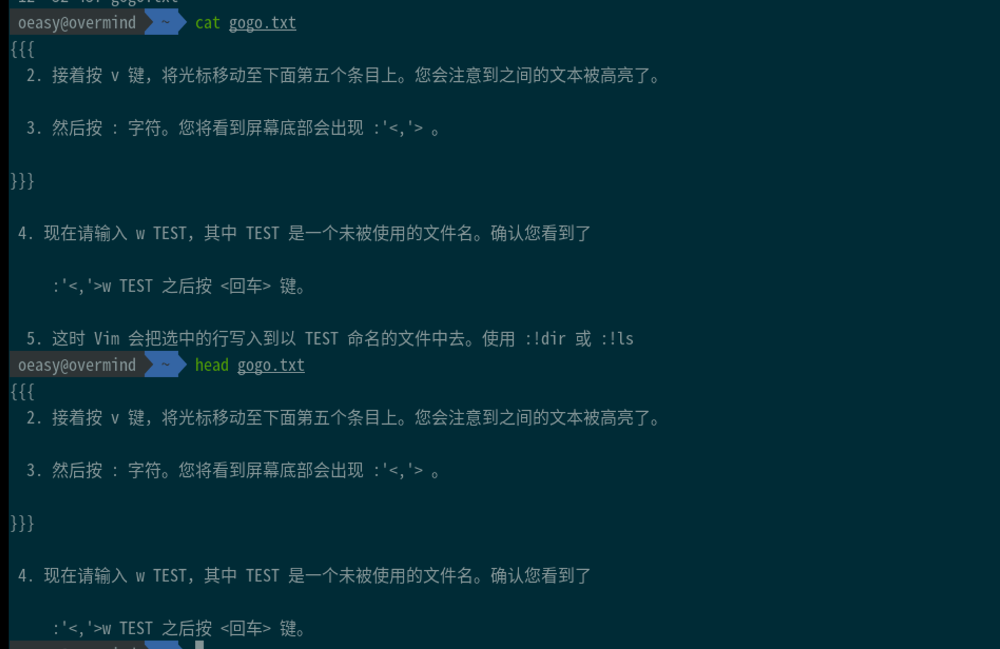 oeasy@overmind ~ cat gogo.txt
{{{
2. 接着按 v 键，将光标移动至下面第五个条目上。您会注意到之间的文本被高亮了。
3. 然后按 : 字符。您将看到屏幕底部会出现 :'<,'> 。
}}}
4. 现在请输入 w TEST，其中 TEST 是一个未被使用的文件名。确认您看到了
:'<,'>w TEST 之后按 <回车> 键。
5. 这时 Vim 会把选中的行写入到以 TEST 命名的文件中去。使用 :!dir 或 :!ls
oeasy@overmind ~ head gogo.txt
{{{
2. 接着按 v 键，将光标移动至下面第五个条目上。您会注意到之间的文本被高亮了。
3. 然后按 : 字符。您将看到屏幕底部会出现 :'<,'> 。
}}}
4. 现在请输入 w TEST，其中 TEST 是一个未被使用的文件名。确认您看到了
:'<,'>w TEST 之后按 <回车> 键。